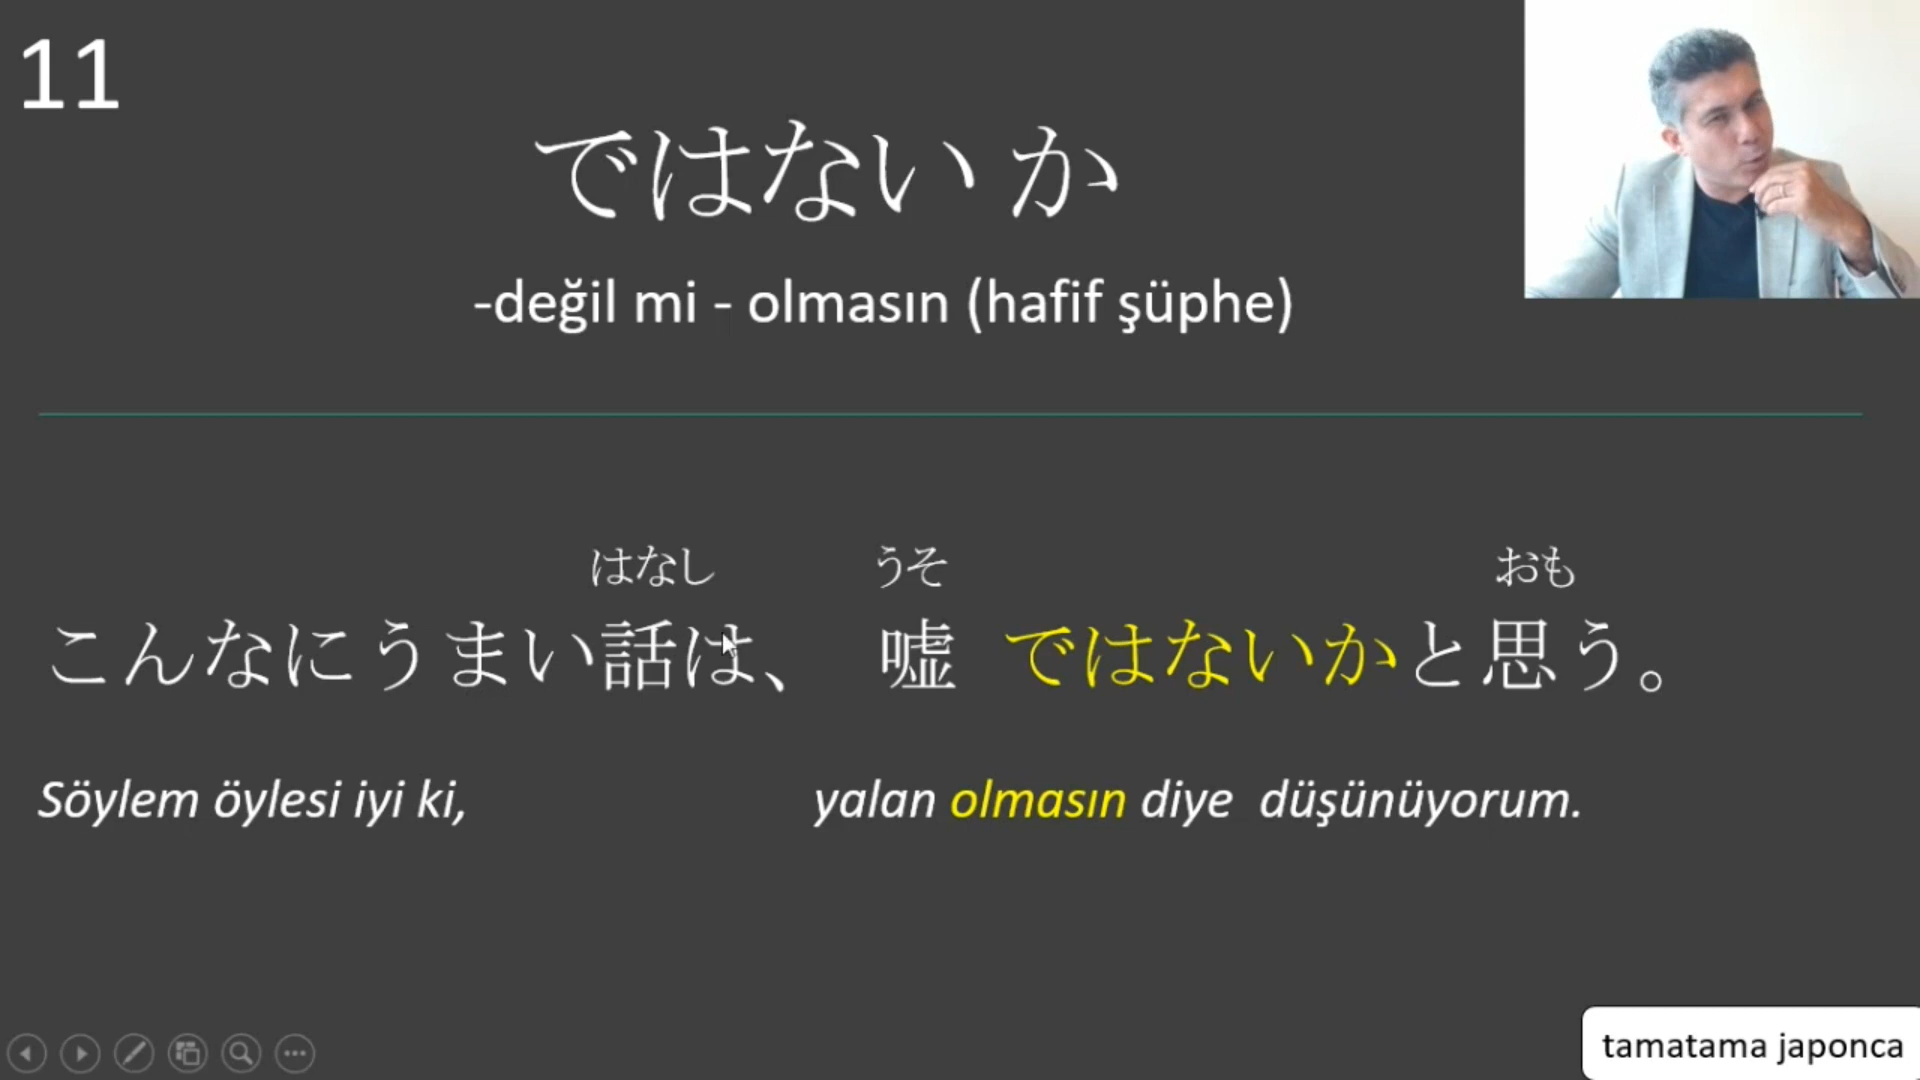 11
ではないか
-değil mi - olmasın (hafif şüphe)
はなし うそ おも
こんなにうまい話は、 嘘 ではないかと思う。
Söylem öylesi iyi ki, yalan olmasın diye düşünüyorum.
tamatama japonca